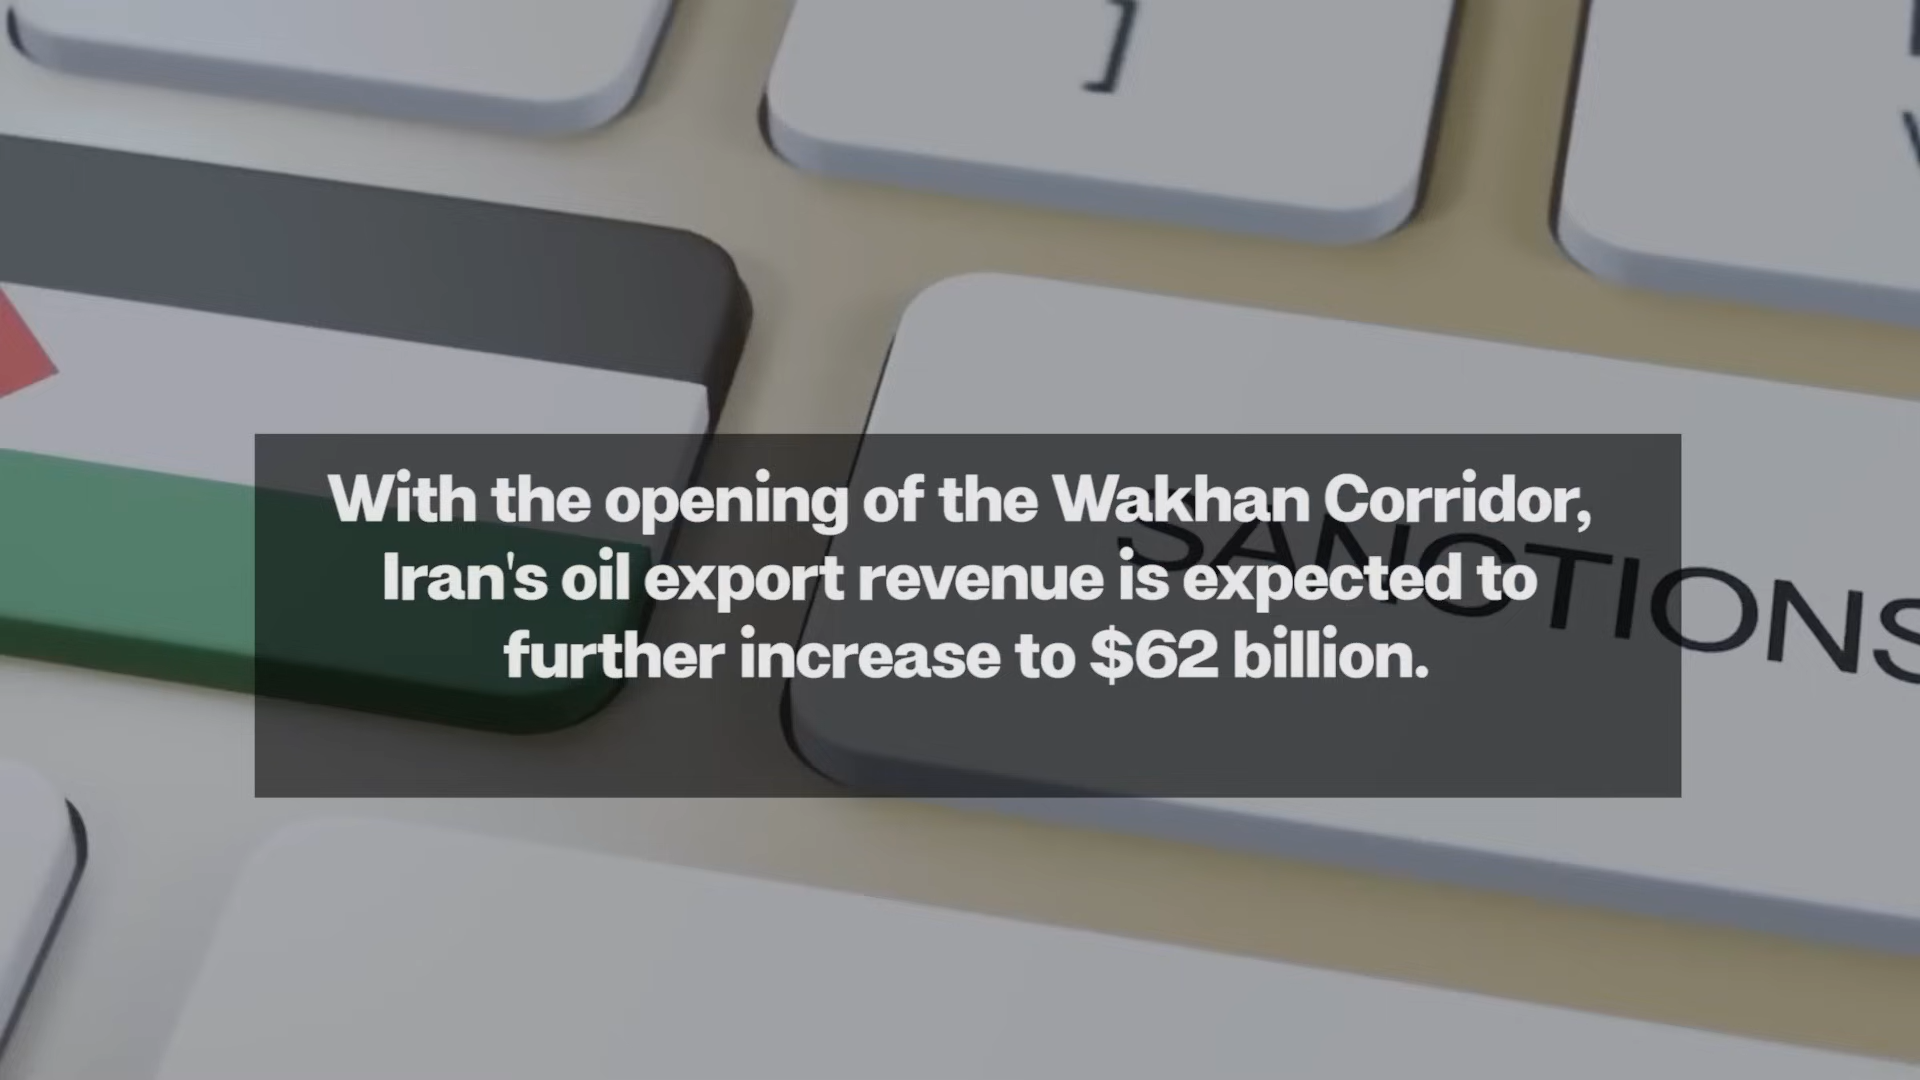 ]
With the opening of the Wakhan Corridor,
Iran's oil export revenue is expected to
further increase to $62 billion.
SANCTIONS